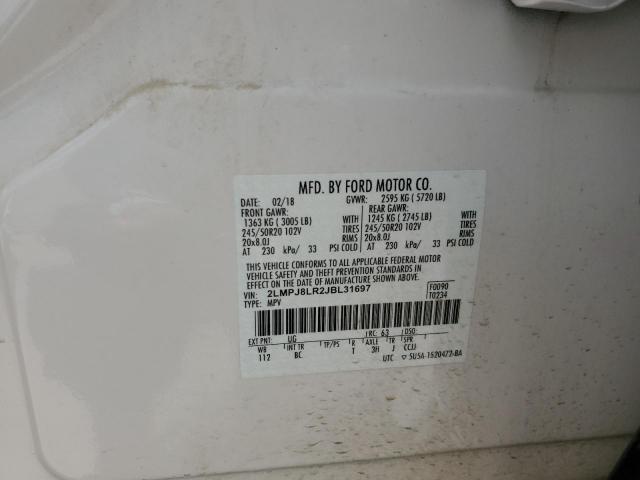 MFD. BY FORD MOTOR CO.
DATE: 02/18 GVWR: 2595 KG ( 5720 LB)
FRONT GAWR: REAR GAWR:
1363 KG ( 3005 LB) WITH 1245 KG ( 2745 LB) WITH
245/50R20 102V TIRES 245/50R20 102V TIRES
20x8.0J RIMS 20x8.0J RIMS
AT 230 kPa/ 33 PSI COLD AT 230 kPa/ 33 PSI COLD
THIS VEHICLE CONFORMS TO ALL APPLICABLE FEDERAL MOTOR
VEHICLE SAFETY AND THEFT PREVENTION STANDARDS IN
EFFECT ON THE DATE OF MANUFACTURE SHOWN ABOVE.
VIN: 2LMPJ8LR2JBL31697 F0090
TYPE: MPV T0234
EXT PNT: UG RC: 63 DSO:
WB INT TR TP/PS R AXLE TR SPR
112 BC T 3H J CCJJ
UTC 5U5A-1520472-BA